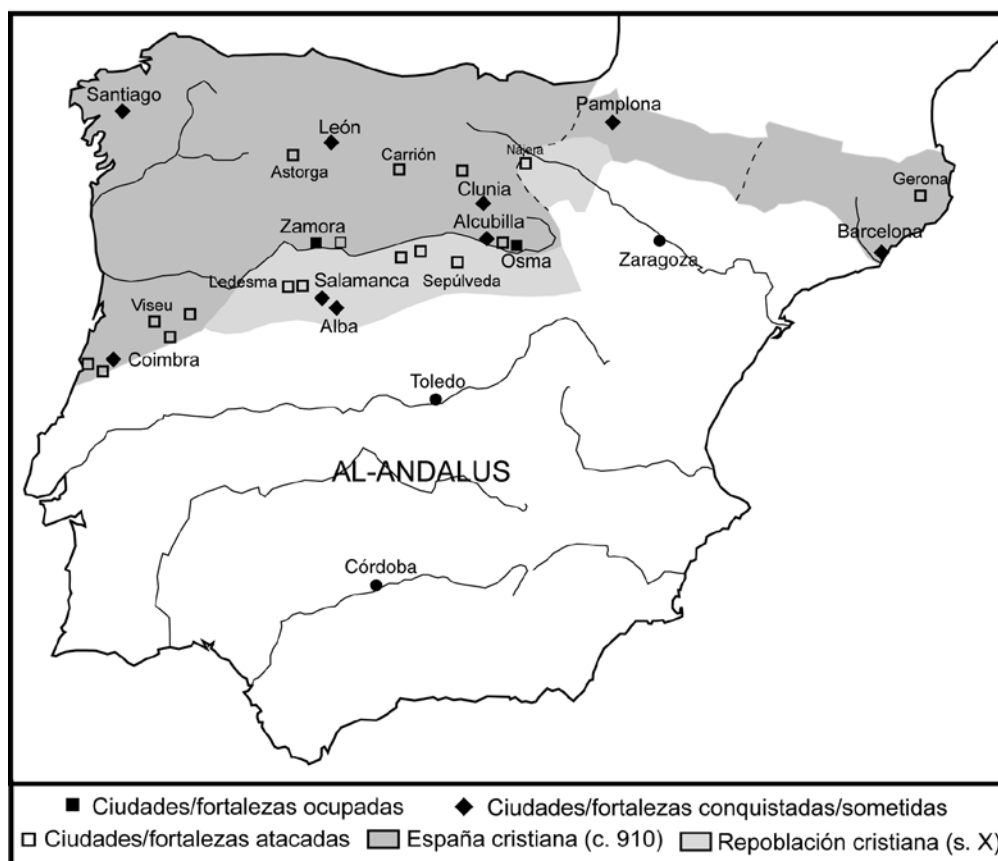 Santiago
León
Pamplona
Astorga
Carrión
Nájera
Clunia
Gerona
Zamora
Alcubilla
Barcelona
Osma
Zaragoza
Ledesma
Salamanca
Sepúlveda
Viseu
Alba
Coimbra
Toledo
AL-ANDALUS
Córdoba
Ciudades/fortalezas ocupadas
Ciudades/fortalezas conquistadas/sometidas
Ciudades/fortalezas atacadas
España cristiana (c. 910)
Repoblación cristiana (s. X)